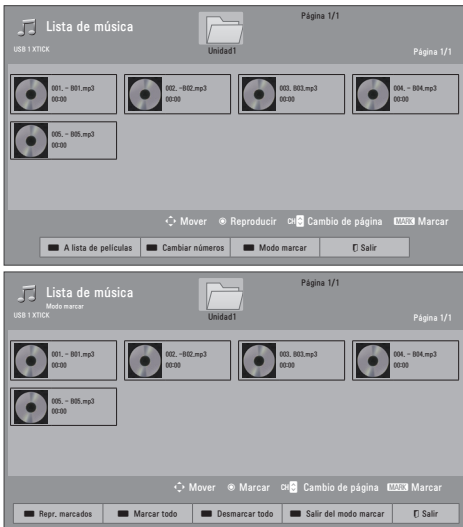 Página 1/1
Lista de música
USB 1 XTICK
Unidad1
Página 1/1
001. - B01.mp3
00:00
002. -B02.mp3
00:00
003. B03.mp3
00:00
004. - B04.mp3
00:00
005. - B05.mp3
00:00
Mover Reproducir CH Cambio de página MARK Marcar
A lista de películas Cambiar números Modo marcar Salir
Página 1/1
Lista de música
Modo marcar
USB 1 XTICK
Unidad1
Página 1/1
001. - B01.mp3
00:00
002. -B02.mp3
00:00
003. B03.mp3
00:00
004. - B04.mp3
00:00
005. - B05.mp3
00:00
Mover Marcar CH Cambio de página MARK Marcar
Repr. marcados Marcar todo Desmarcar todo Salir del modo marcar Salir